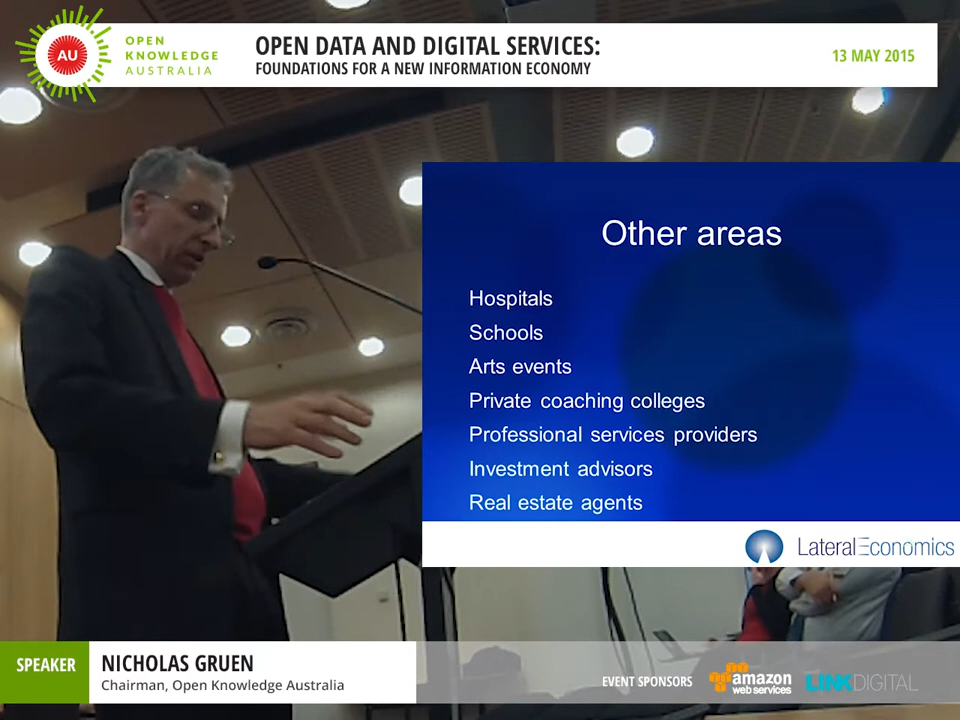 AU
OPEN
KNOWLEDGE
AUSTRALIA
OPEN DATA AND DIGITAL SERVICES:
FOUNDATIONS FOR A NEW INFORMATION ECONOMY
13 MAY 2015
Other areas
Hospitals
Schools
Arts events
Private coaching colleges
Professional services providers
Investment advisors
Real estate agents
LateralEconomics
SPEAKER
NICHOLAS GRUEN
Chairman, Open Knowledge Australia
EVENT SPONSORS
amazon
web services
LINKDIGITAL